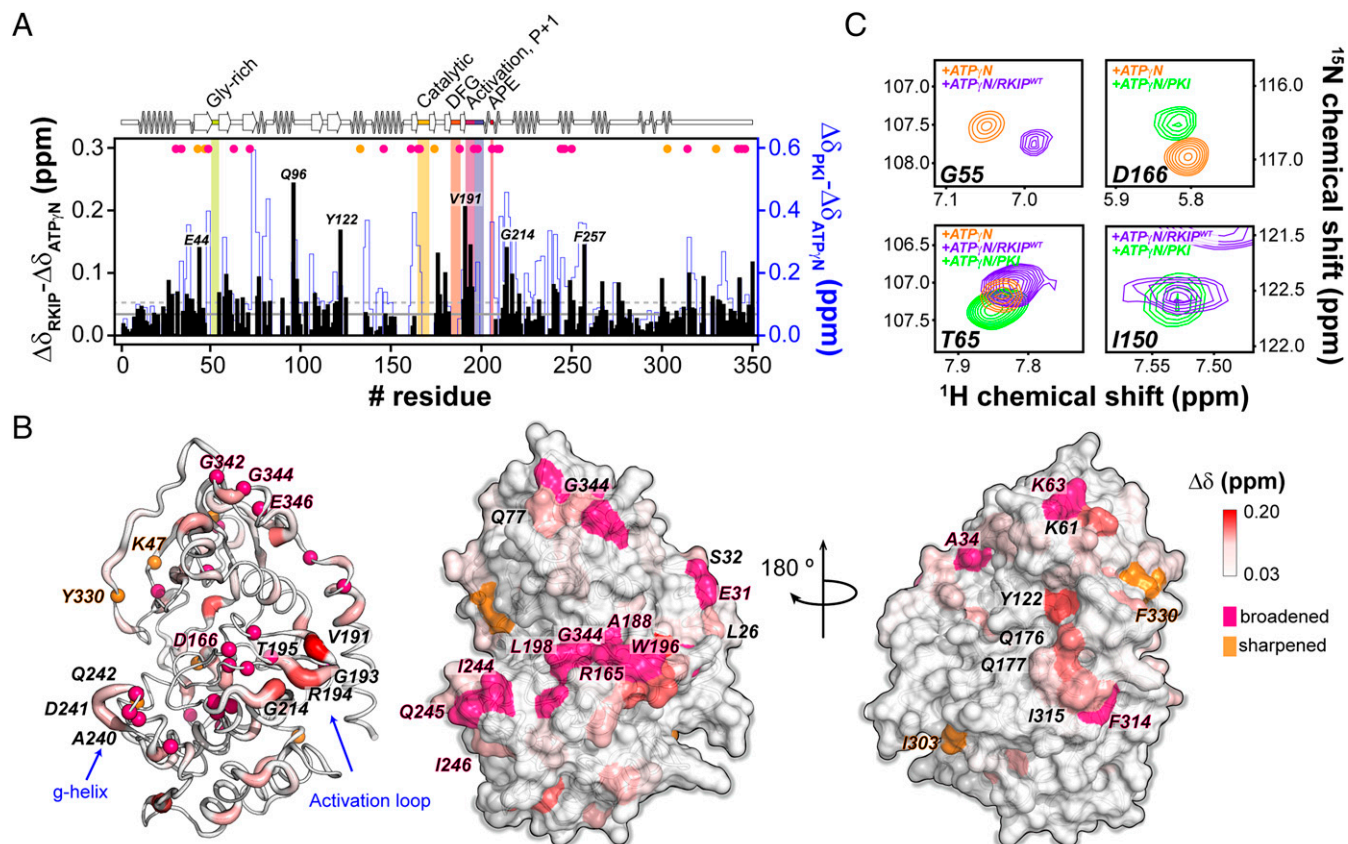 A
Gly-rich
Catalytic
DFG
Activation, P+1
APE
ΔδRKIP-ΔδATPγN (ppm)
0.3
0.2
0.1
0.0
ΔδPKI-ΔδATPγN (ppm)
0.6
0.4
0.2
0.0
E44
Q96
Y122
V191
G214
F257
0 50 100 150 200 250 300 350
# residue
C
+ATPγN
+ATPγN/RKIPWT
107.0
107.5
108.0
G55
7.1 7.0
+ATPγN
+ATPγN/PKI
116.0
117.0
D166
5.9 5.8
+ATPγN
+ATPγN/RKIPWT
+ATPγN/PKI
106.5
107.0
107.5
T65
7.9 7.8
+ATPγN/RKIPWT
+ATPγN/PKI
121.5
122.5
122.0
I150
7.55 7.50
15N chemical shift (ppm)
1H chemical shift (ppm)
B
G342
G344
E346
K47
Y330
D166
T195
V191
G193
R194
G214
Q242
D241
A240
g-helix
Activation loop
G344
Q77
S32
E31
L26
A188
G344
W196
L198
R165
I244
Q245
I246
180 º
K63
K61
A34
Y122
F330
Q176
Q177
I315
F314
I303
Δδ (ppm)
0.20
0.03
broadened
sharpened